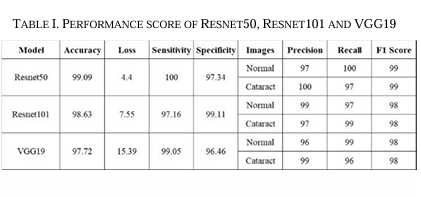 TABLE I. PERFORMANCE SCORE OF RESNET50, RESNET101 AND VGG19
Model Accuracy Loss Sensitivity Specificity Images Precision Recall F1 Score
Resnet50 99.09 4.4 100 97.34 Normal 97 100 99
Cataract 100 97 99
Resnet101 98.63 7.55 97.16 99.11 Normal 99 97 98
Cataract 97 99 98
VGG19 97.72 15.39 99.05 96.46 Normal 96 99 98
Cataract 99 96 98